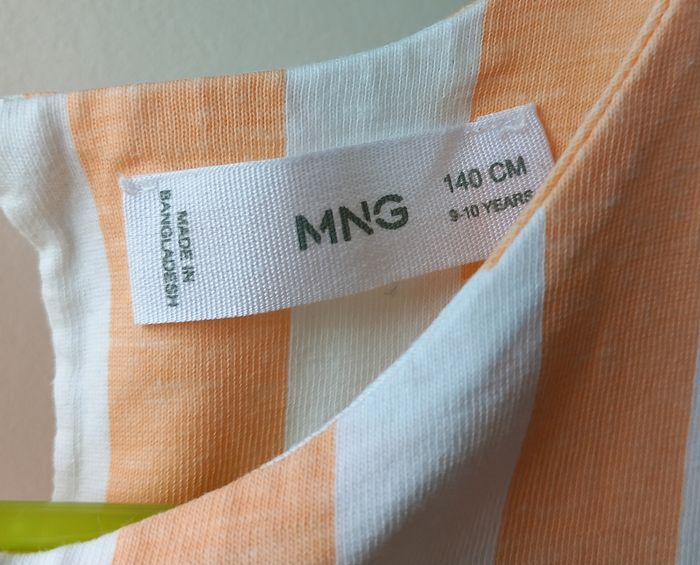 MADE IN
BANGLADESH
MNG
140 CM
9-10 YEARS